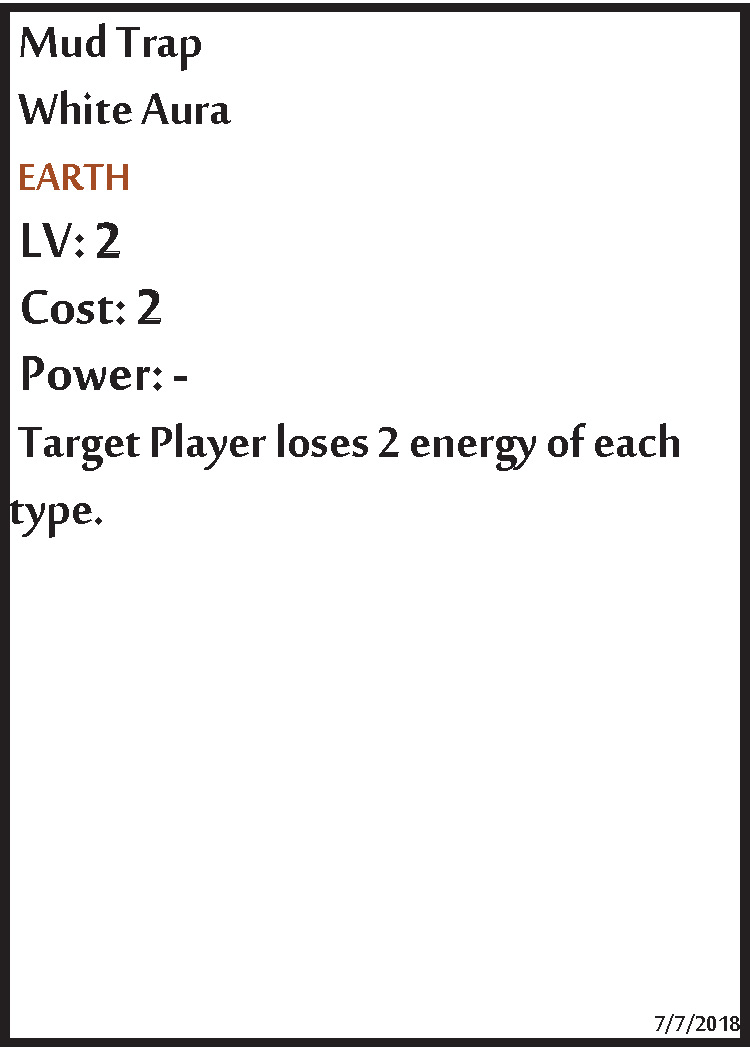 Mud Trap
White Aura
EARTH
LV: 2
Cost: 2
Power: -
Target Player loses 2 energy of each
type.
7/7/2018